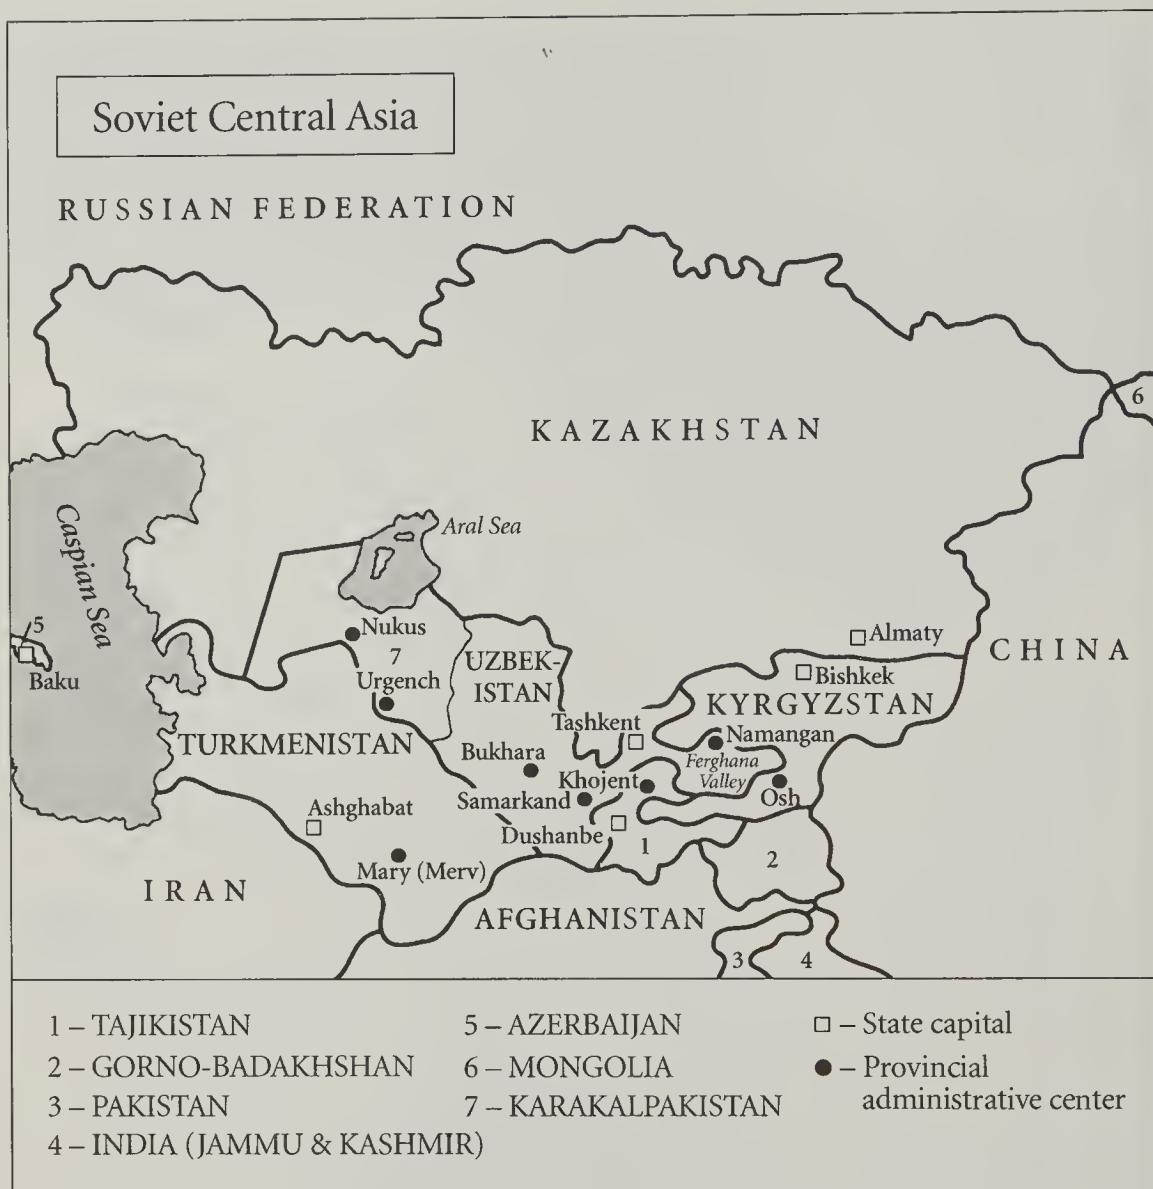 Soviet Central Asia
RUSSIAN FEDERATION
KAZAKHSTAN
6
Caspian Sea
Aral Sea
5
Baku
Nukus
7
Urgench
UZBEK-
ISTAN
Almaty
CHINA
Bishkek
KYRGYZSTAN
Tashkent
Namangan
TURKMENISTAN
Bukhara
Ferghana
Valley
Khojent
Samarkand
Osh
Ashghabat
Dushanbe
1
2
Mary (Merv)
IRAN
AFGHANISTAN
3
4
1 – TAJIKISTAN
2 – GORNO-BADAKHSHAN
3 – PAKISTAN
4 – INDIA (JAMMU & KASHMIR)
5 – AZERBAIJAN
6 – MONGOLIA
7 – KARAKALPAKISTAN
□ – State capital
● – Provincial
administrative center